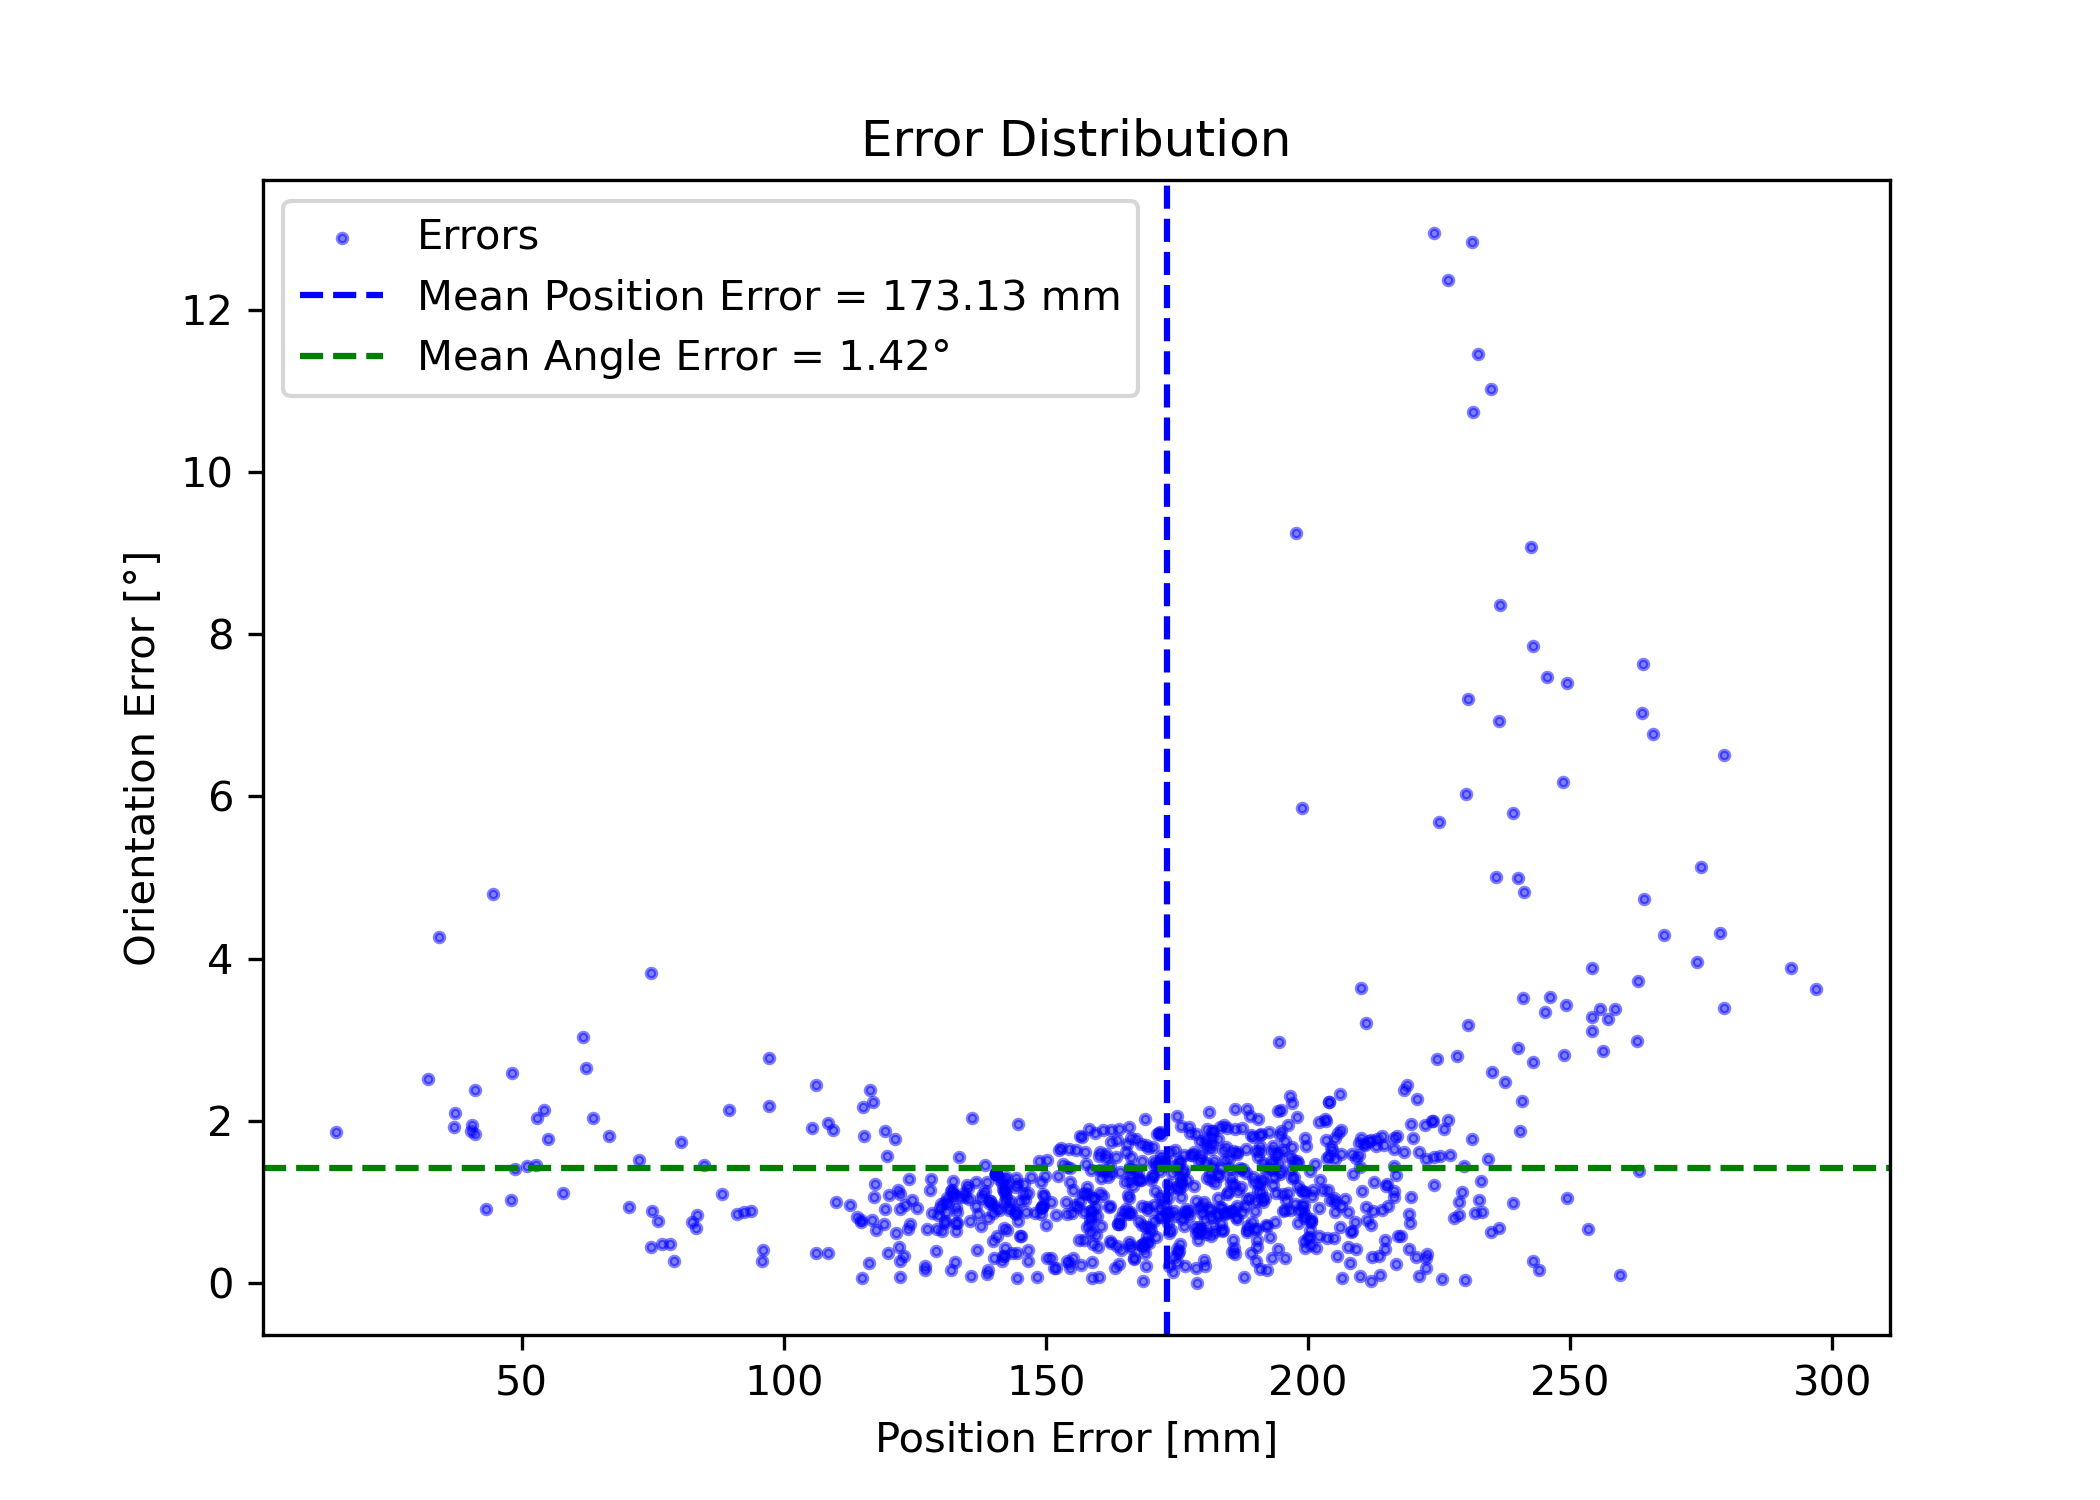 Error Distribution
Errors
Mean Position Error = 173.13 mm
Mean Angle Error = 1.42°
Orientation Error [°]
12
10
8
6
4
2
0
50 100 150 200 250 300
Position Error [mm]